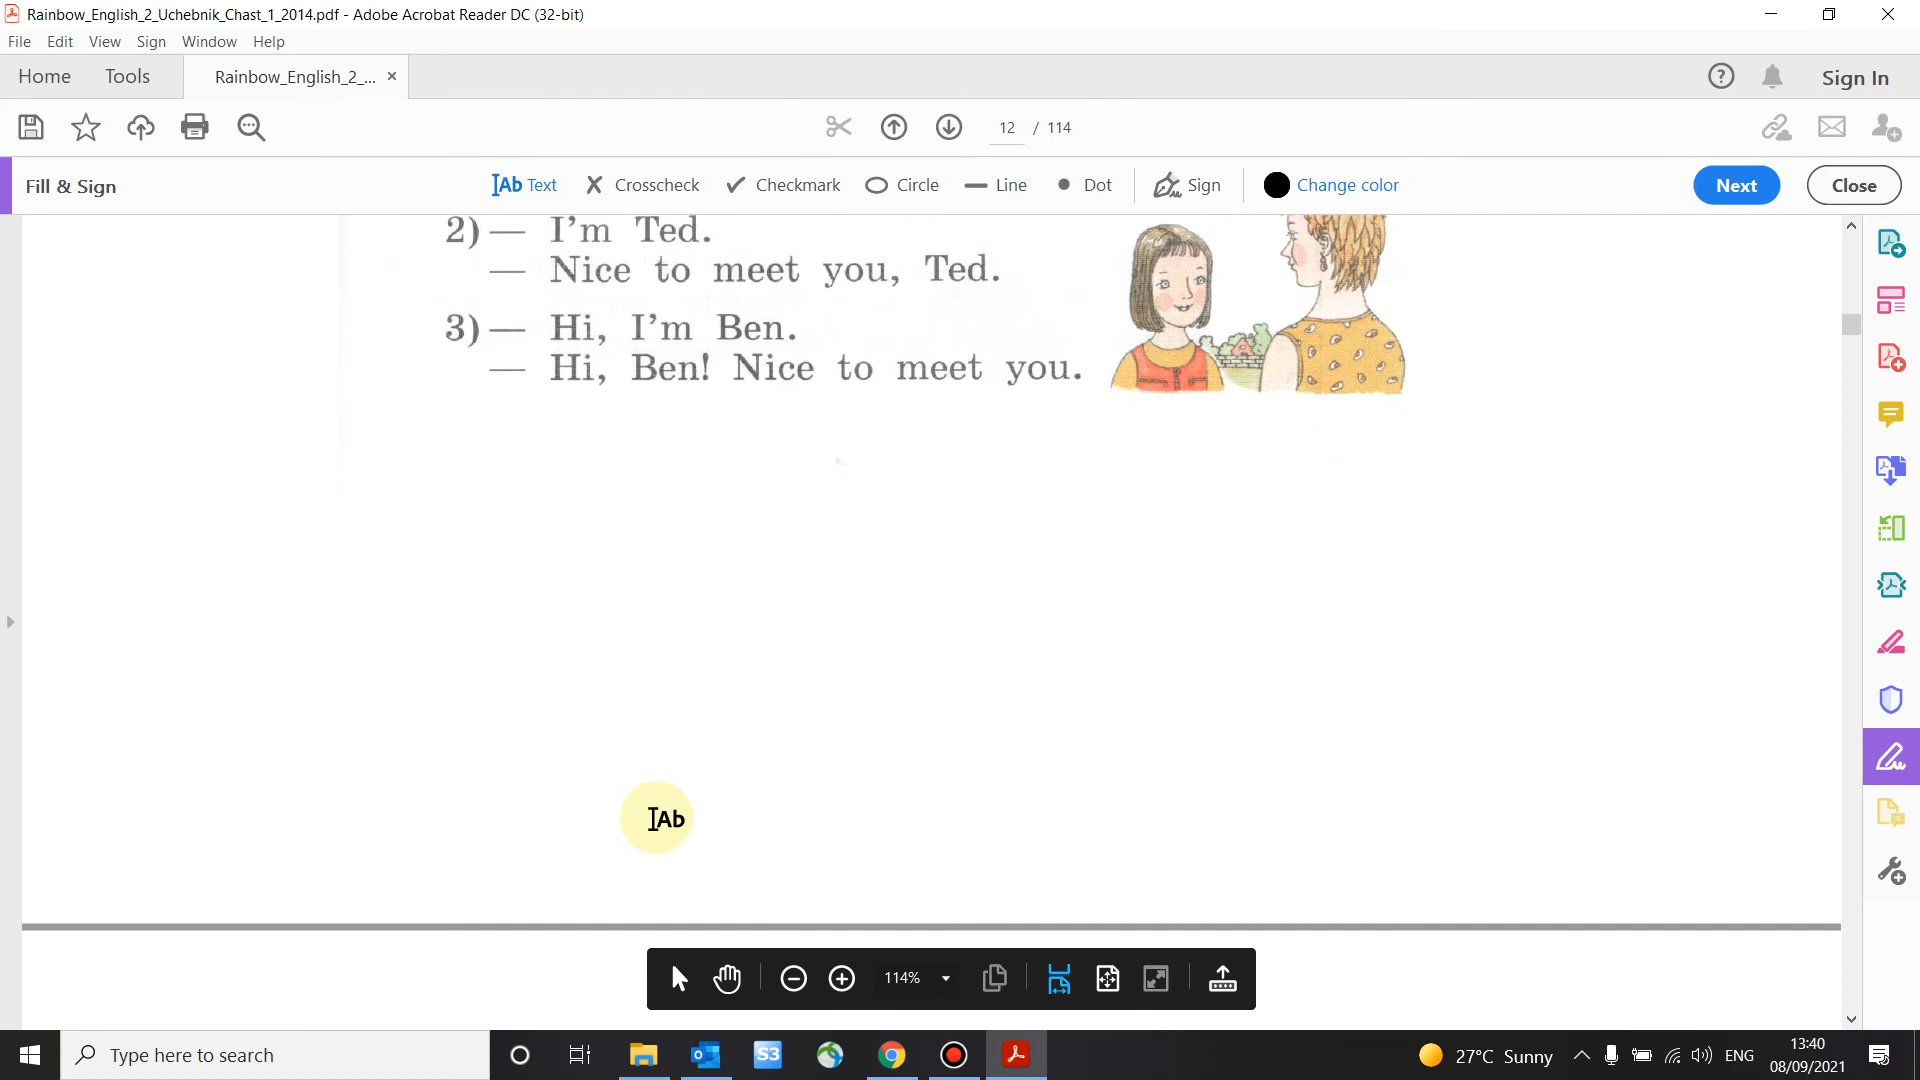 Rainbow_English_2_Uchebnik_Chast_1_2014.pdf - Adobe Acrobat Reader DC (32-bit)
File Edit View Sign Window Help
Home Tools Rainbow_English_2_... × Sign In
12 / 114
Fill & Sign Ab Text Crosscheck Checkmark Circle Line Dot Sign Change color Next Close
2) — I'm Ted.
— Nice to meet you, Ted.
3) — Hi, I'm Ben.
— Hi, Ben! Nice to meet you.
Ab
114%
Type here to search S3 27°C Sunny ENG
13:40
08/09/2021